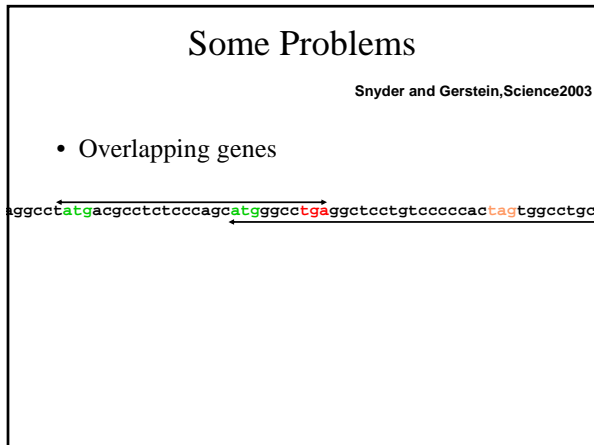 Some Problems
Snyder and Gerstein,Science2003
• Overlapping genes
aggcctatgacgcctctcccagcatgggcctgaggctcctgtcccccactagtggcctgc